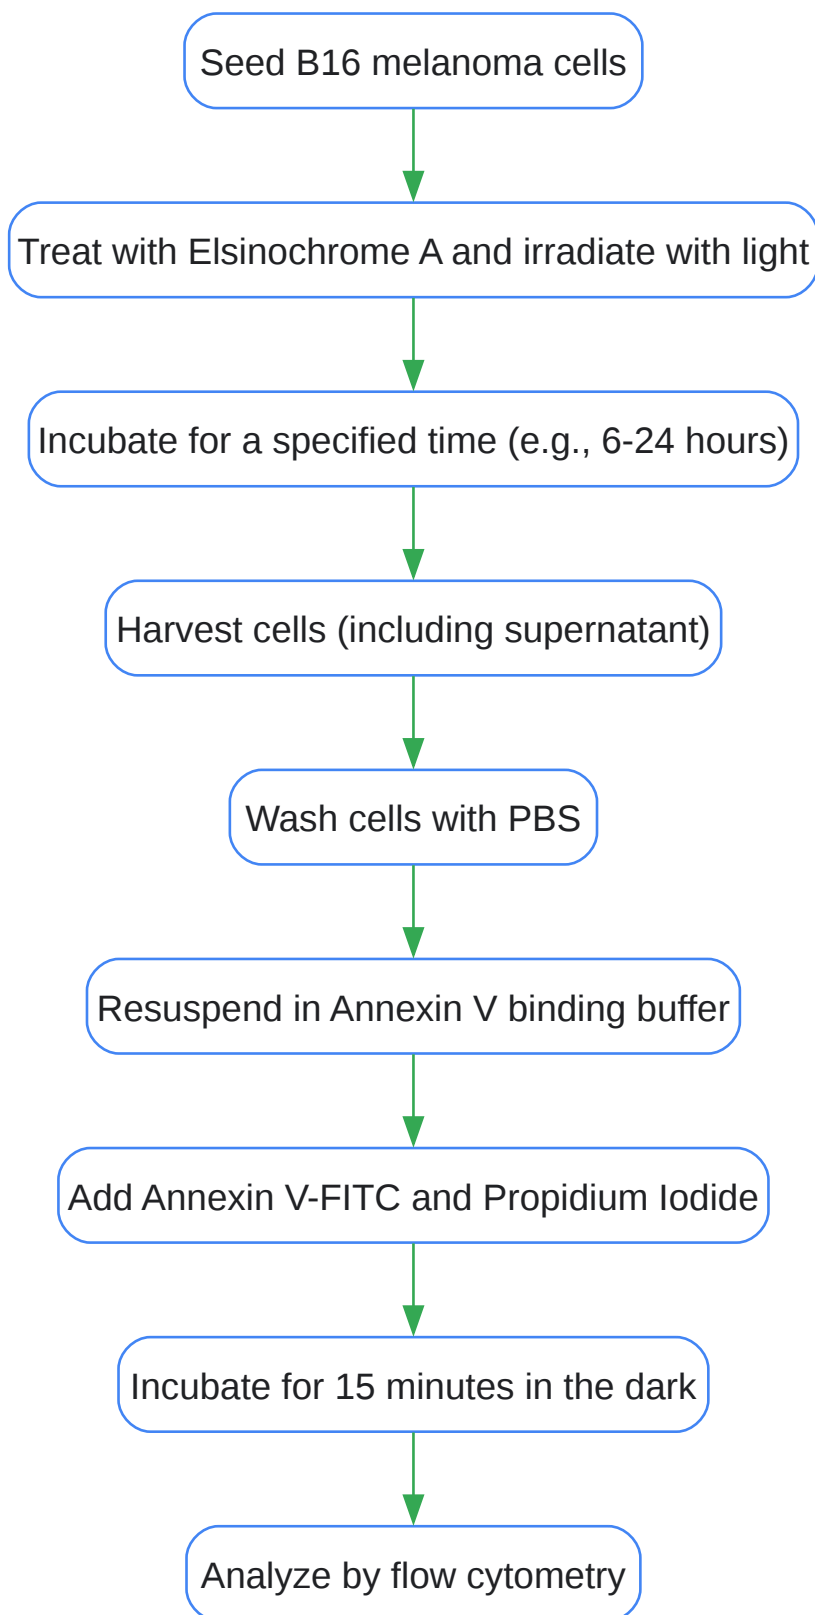 Seed B16 melanoma cells
Treat with Elsinochrome A and irradiate with light
Incubate for a specified time (e.g., 6-24 hours)
Harvest cells (including supernatant)
Wash cells with PBS
Resuspend in Annexin V binding buffer
Add Annexin V-FITC and Propidium Iodide
Incubate for 15 minutes in the dark
Analyze by flow cytometry